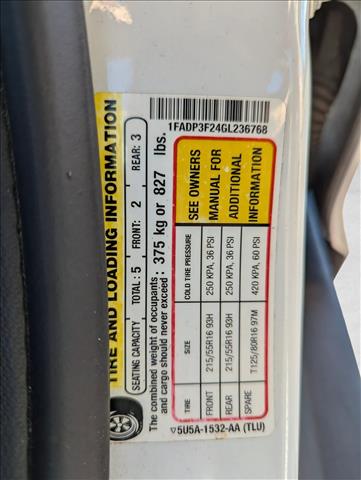 1FADP3F24GL236768
TIRE AND LOADING INFORMATION
SEATING CAPACITY TOTAL: 5 FRONT: 2 REAR: 3
The combined weight of occupants
and cargo should never exceed : 375 kg or 827 lbs.
TIRE SIZE COLD TIRE PRESSURE
FRONT 215/55R16 93H 250 KPA, 36 PSI
REAR 215/55R16 93H 250 KPA, 36 PSI
SPARE T125/80R16 97M 420 KPA, 60 PSI
SEE OWNERS
MANUAL FOR
ADDITIONAL
INFORMATION
▽5U5A-1532-AA (TLU)